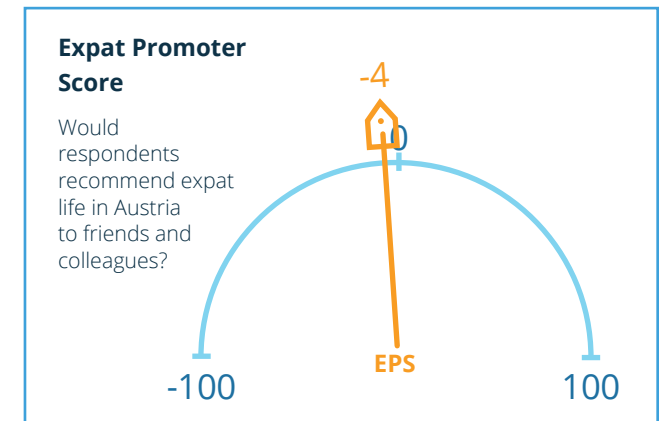 Expat Promoter
Score
Would
respondents
recommend expat
life in Austria
to friends and
colleagues?
-4
0
EPS
-100
100